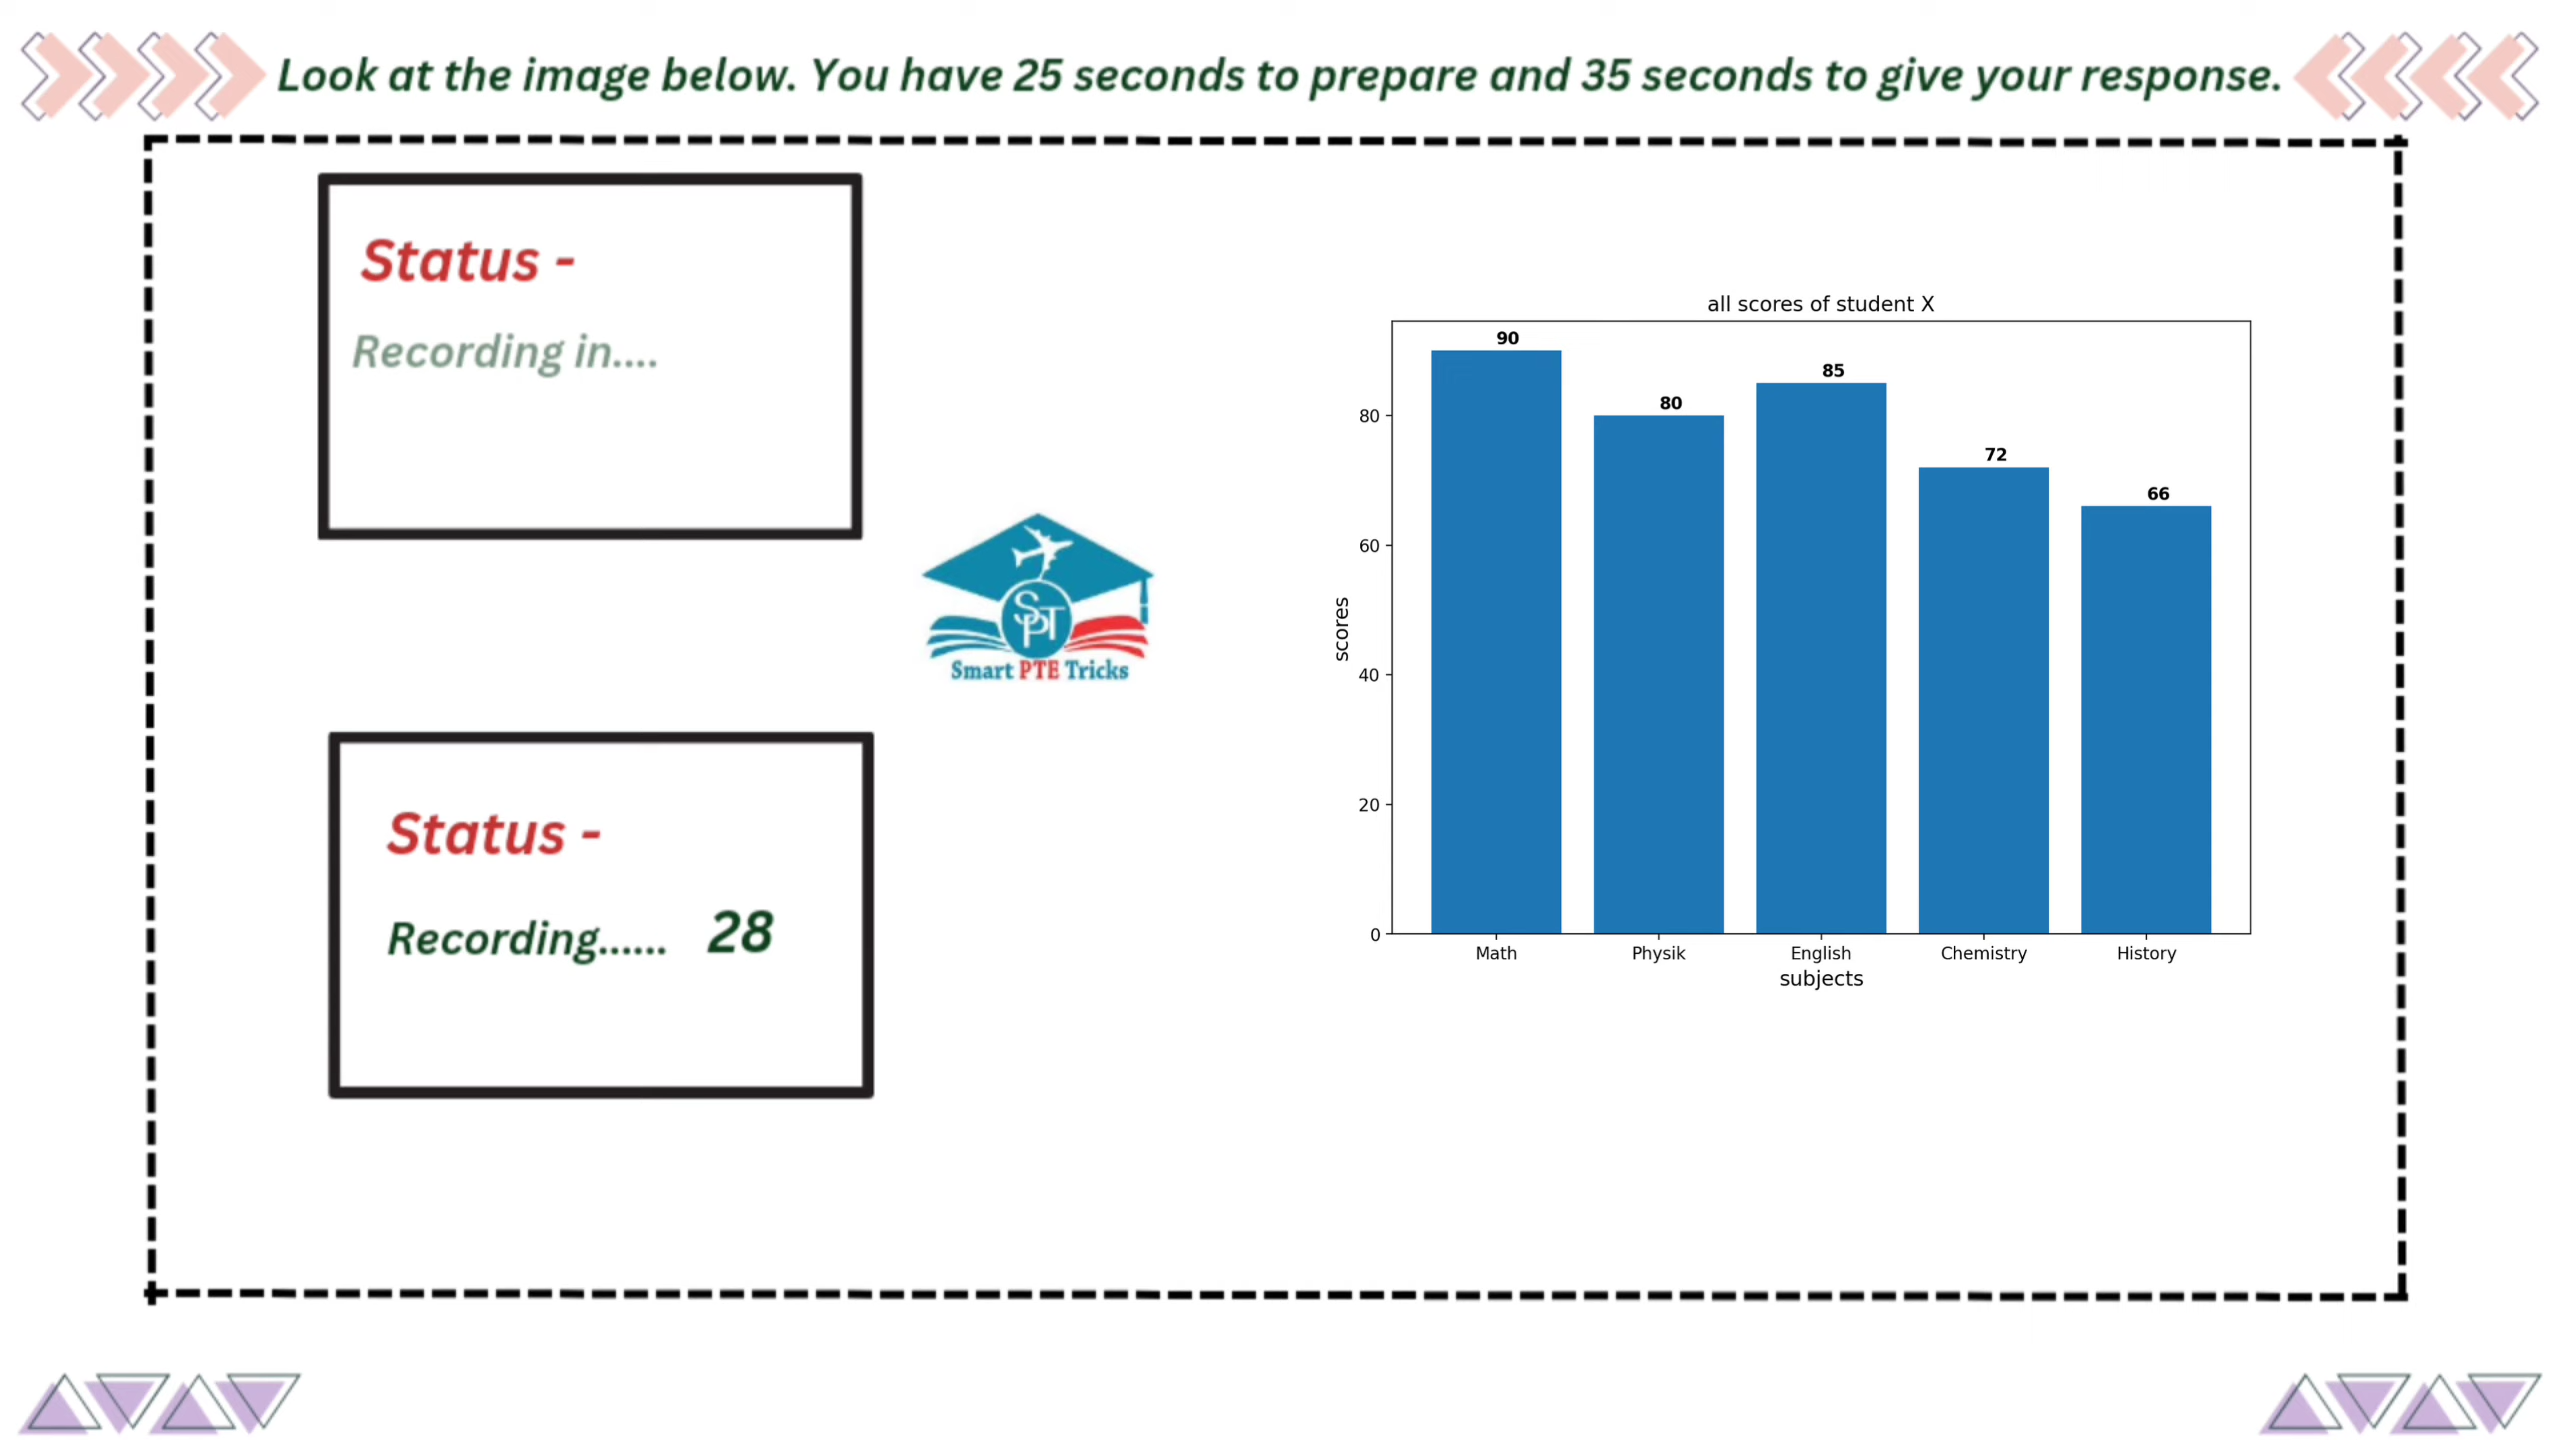 Look at the image below. You have 25 seconds to prepare and 35 seconds to give your response.
Status -
Recording in....
SPT
Smart PTE Tricks
Status -
Recording...... 28
all scores of student X
90
80
85
72
66
scores
80
60
40
20
0
Math Physik English Chemistry History
subjects